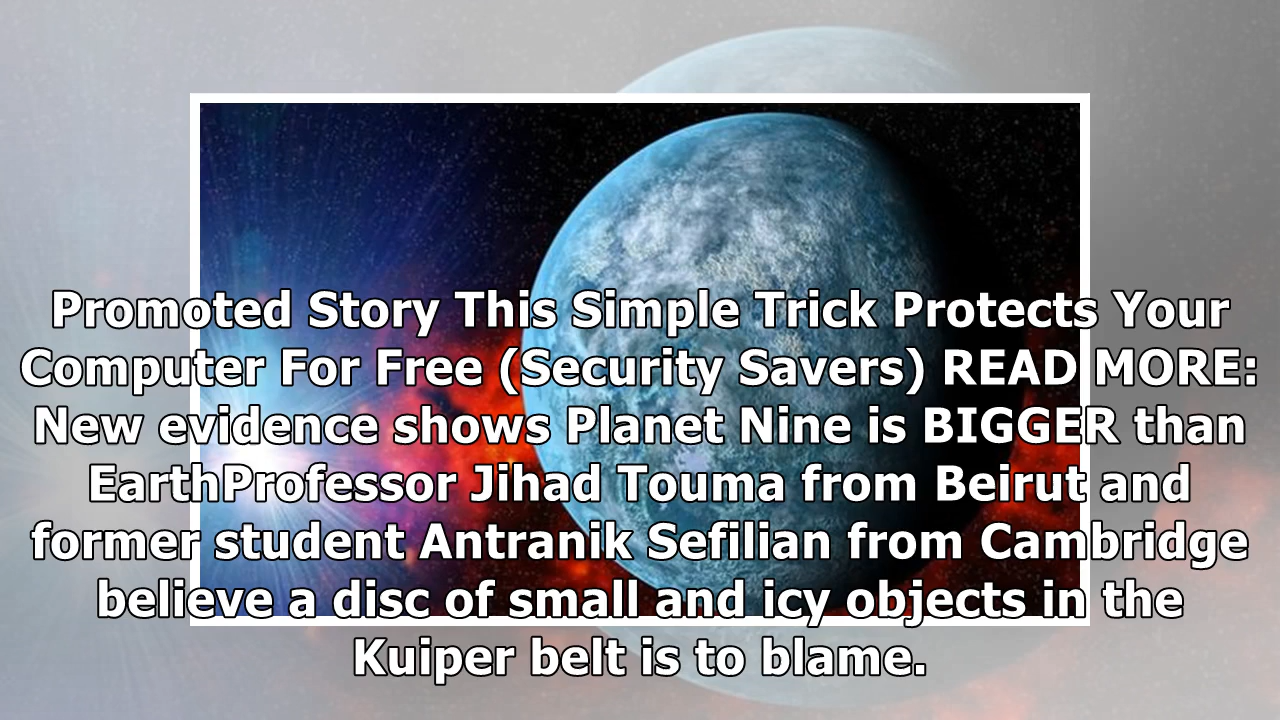 Promoted Story This Simple Trick Protects Your
Computer For Free (Security Savers) READ MORE:
New evidence shows Planet Nine is BIGGER than
EarthProfessor Jihad Touma from Beirut and
former student Antranik Sefilian from Cambridge
believe a disc of small and icy objects in the
Kuiper belt is to blame.